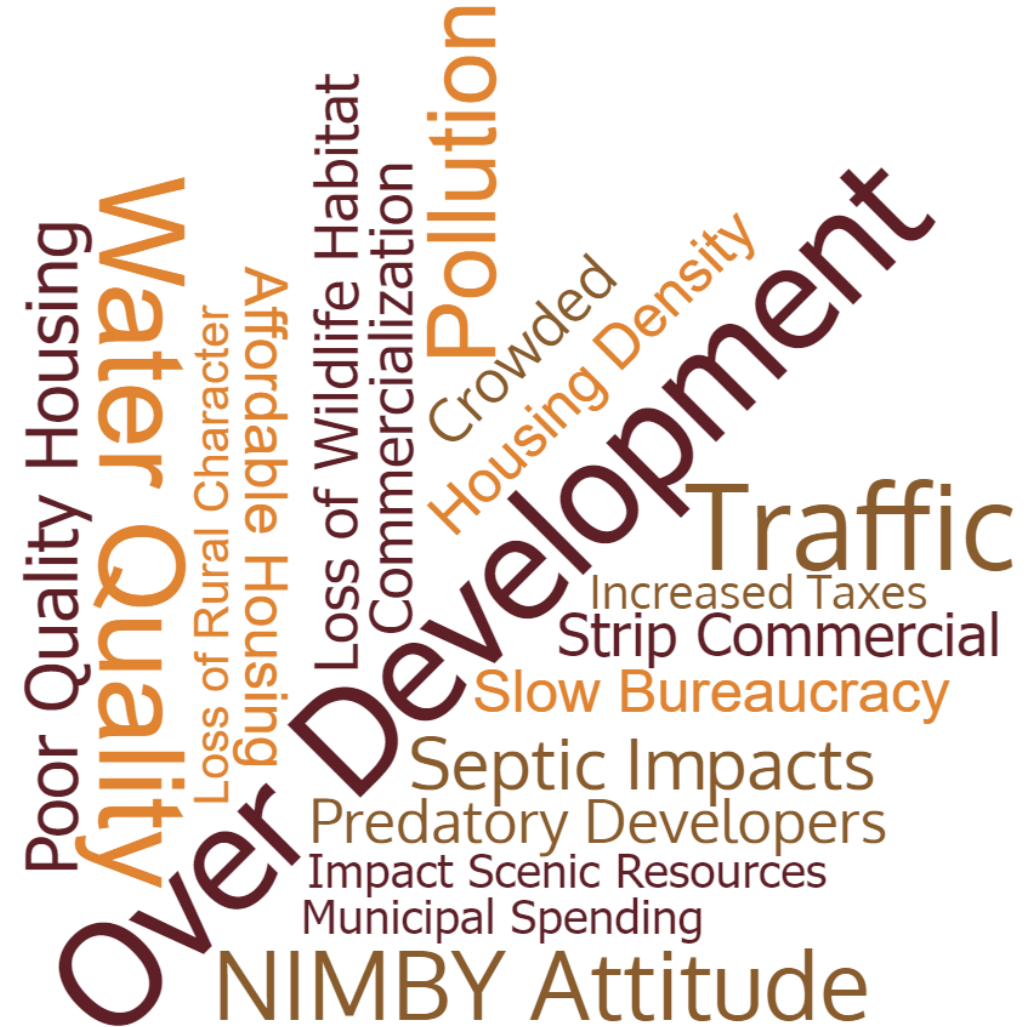 Poor Quality Housing
Water Quality
Loss of Rural Character
Affordable Housing
Loss of Wildlife Habitat
Commercialization
Pollution
Crowded
Housing Density
Over Development
Traffic
Increased Taxes
Strip Commercial
Slow Bureaucracy
Septic Impacts
Predatory Developers
Impact Scenic Resources
Municipal Spending
NIMBY Attitude